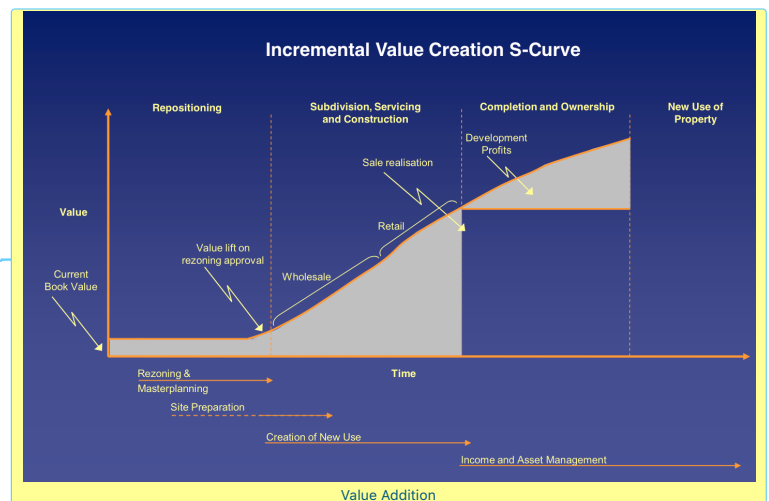 Incremental Value Creation S-Curve
Repositioning
Subdivision, Servicing
and Construction
Completion and Ownership
New Use of
Property
Development
Profits
Sale realisation
Value
Retail
Value lift on
rezoning approval
Wholesale
Current
Book Value
Rezoning &
Masterplanning
Time
Site Preparation
Creation of New Use
Income and Asset Management
Value Addition